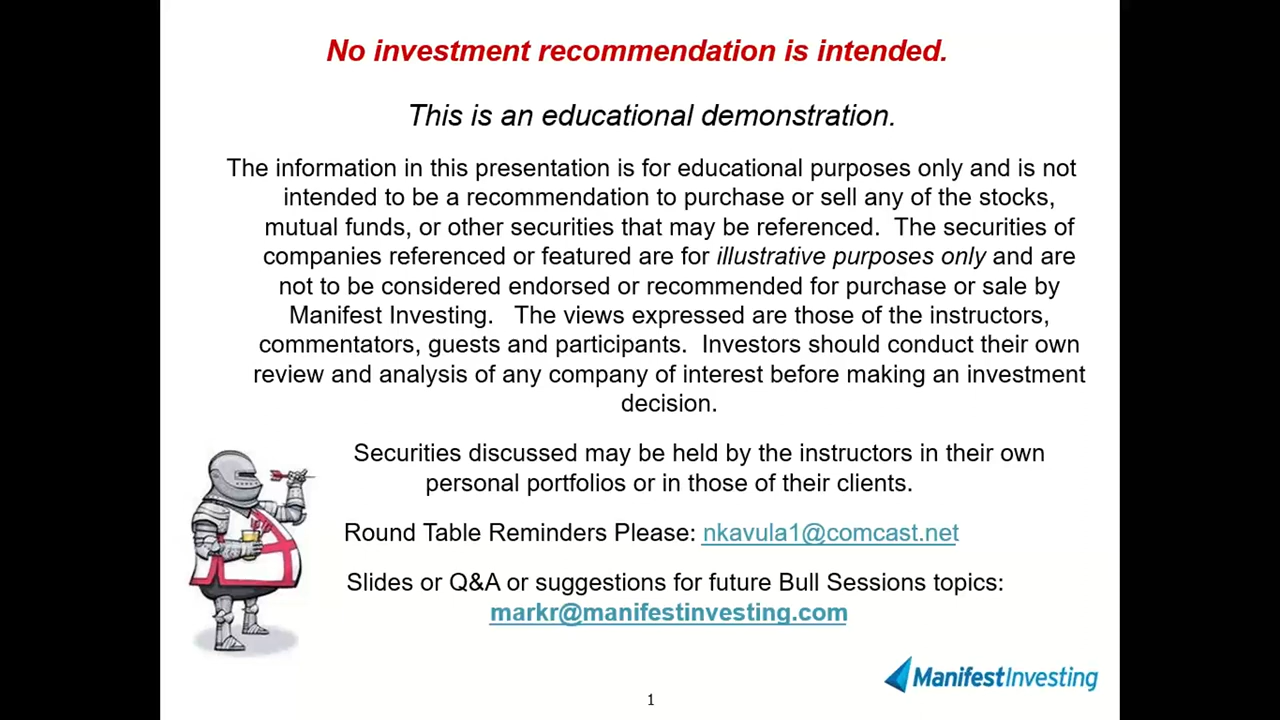 No investment recommendation is intended.
This is an educational demonstration.
The information in this presentation is for educational purposes only and is not
intended to be a recommendation to purchase or sell any of the stocks,
mutual funds, or other securities that may be referenced.  The securities of
companies referenced or featured are for illustrative purposes only and are
not to be considered endorsed or recommended for purchase or sale by
Manifest Investing.   The views expressed are those of the instructors,
commentators, guests and participants.  Investors should conduct their own
review and analysis of any company of interest before making an investment
decision.
Securities discussed may be held by the instructors in their own
personal portfolios or in those of their clients.
Round Table Reminders Please: nkavula1@comcast.net
Slides or Q&A or suggestions for future Bull Sessions topics:
markr@manifestinvesting.com
ManifestInvesting
1